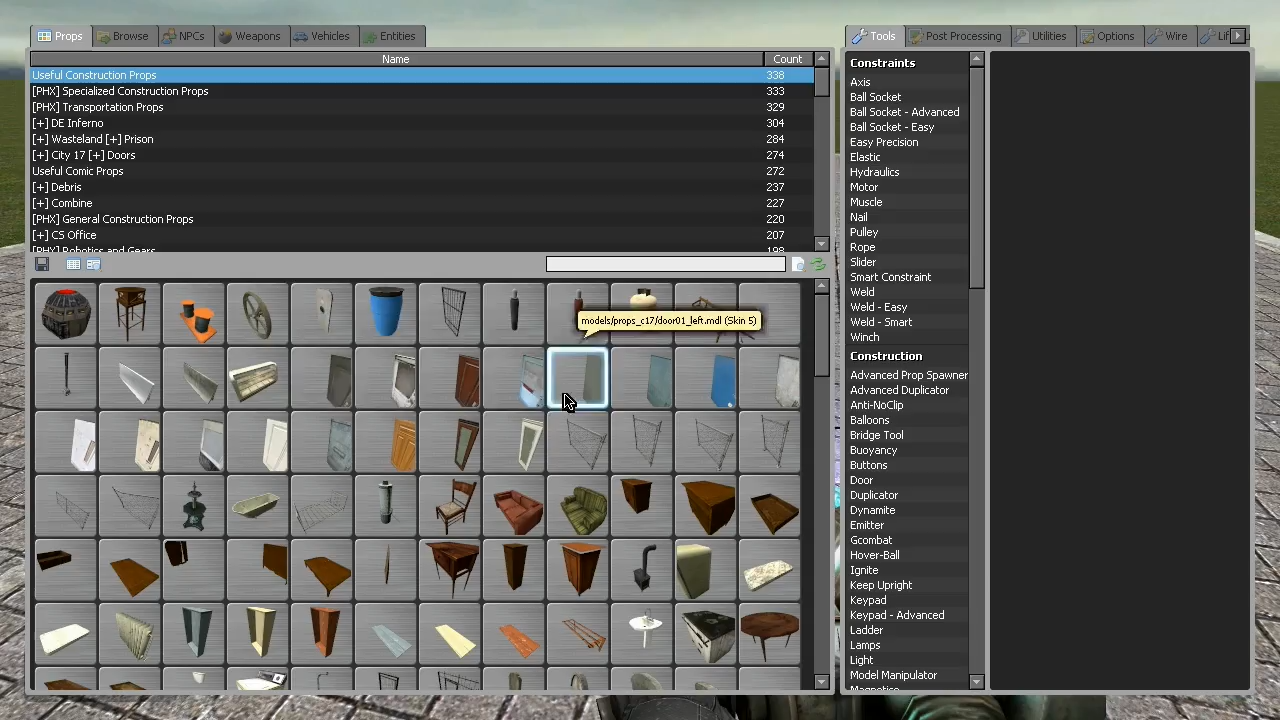 Props Browse NPCs Weapons Vehicles Entities
Name Count
Useful Construction Props 338
[PHX] Specialized Construction Props 333
[PHX] Transportation Props 329
[+] DE Inferno 304
[+] Wasteland [+] Prison 284
[+] City 17 [+] Doors 274
Useful Comic Props 272
[+] Debris 237
[+] Combine 227
[PHX] General Construction Props 220
[+] CS Office 207
[PHX] Robotics and Gears 198
models/props_c17/door01_left.mdl (Skin 5)
Tools Post Processing Utilities Options Wire Lif
Constraints
Axis
Ball Socket
Ball Socket - Advanced
Ball Socket - Easy
Easy Precision
Elastic
Hydraulics
Motor
Muscle
Nail
Pulley
Rope
Slider
Smart Constraint
Weld
Weld - Easy
Weld - Smart
Winch
Construction
Advanced Prop Spawner
Advanced Duplicator
Anti-NoClip
Balloons
Bridge Tool
Buoyancy
Buttons
Door
Duplicator
Dynamite
Emitter
Gcombat
Hover-Ball
Ignite
Keep Upright
Keypad
Keypad - Advanced
Ladder
Lamps
Light
Model Manipulator